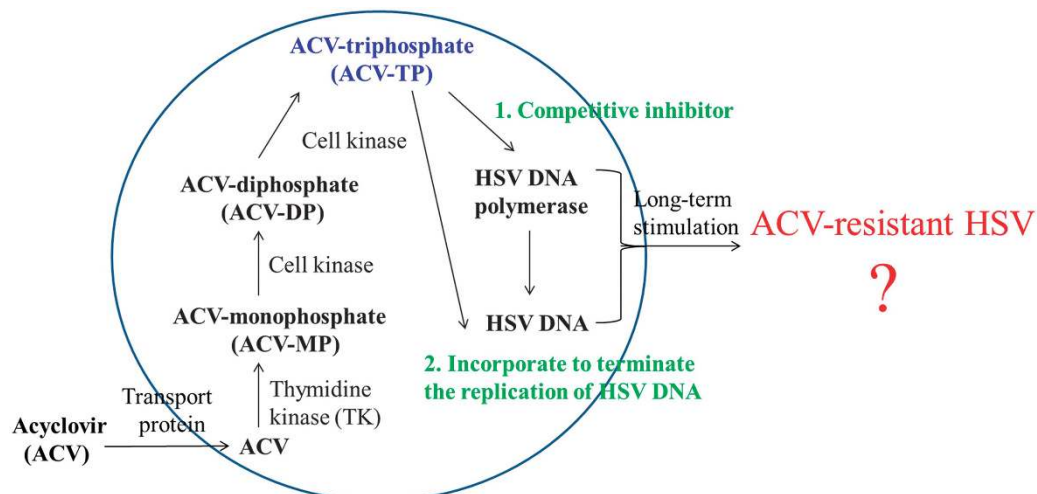 ACV-triphosphate
(ACV-TP)
1. Competitive inhibitor
Cell kinase
ACV-diphosphate
(ACV-DP)
HSV DNA
polymerase
Long-term
stimulation
ACV-resistant HSV
?
Cell kinase
ACV-monophosphate
(ACV-MP)
HSV DNA
2. Incorporate to terminate
the replication of HSV DNA
Thymidine
kinase (TK)
Transport
protein
Acyclovir
(ACV)
ACV